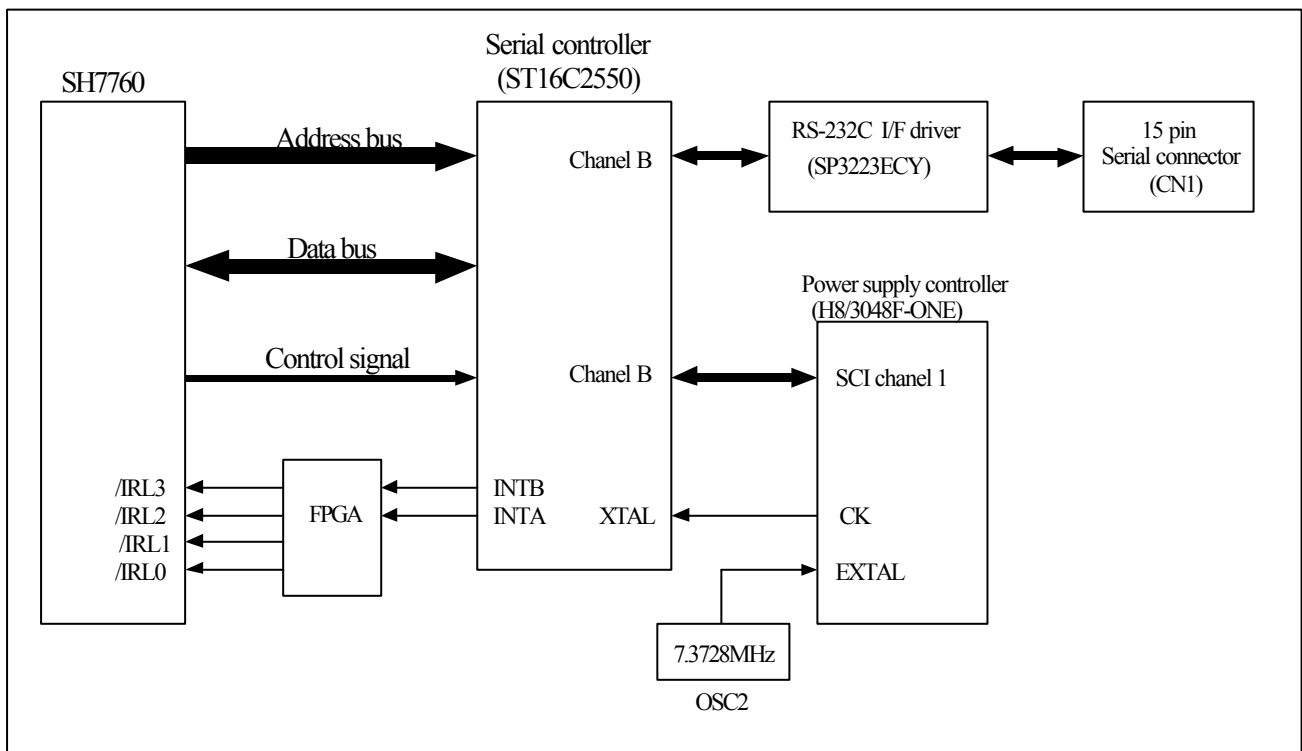 Serial controller
(ST16C2550)
SH7760
Address bus
Data bus
Control signal
Chanel B
RS-232C I/F driver
(SP3223ECY)
15 pin
Serial connector
(CN1)
Power supply controller
(H8/3048F-ONE)
Chanel B
SCI chanel 1
/IRL3
/IRL2
/IRL1
/IRL0
FPGA
INTB
INTA
XTAL
CK
EXTAL
7.3728MHz
OSC2